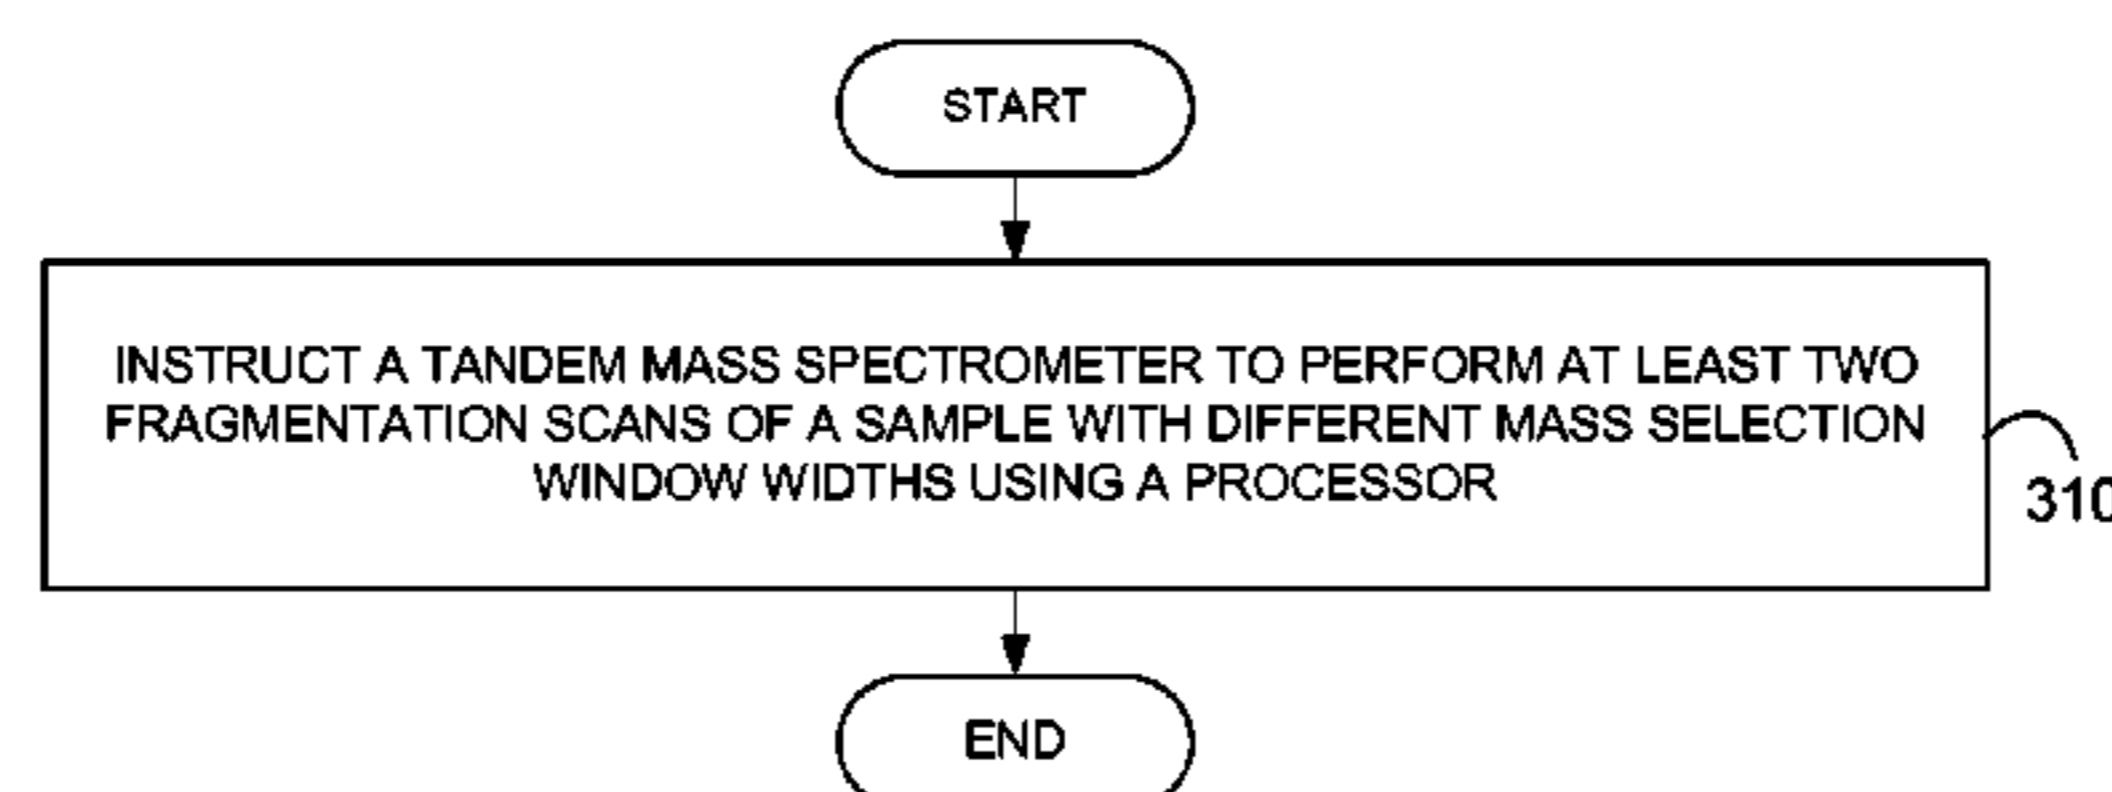 START
INSTRUCT A TANDEM MASS SPECTROMETER TO PERFORM AT LEAST TWO
FRAGMENTATION SCANS OF A SAMPLE WITH DIFFERENT MASS SELECTION
WINDOW WIDTHS USING A PROCESSOR
310
END